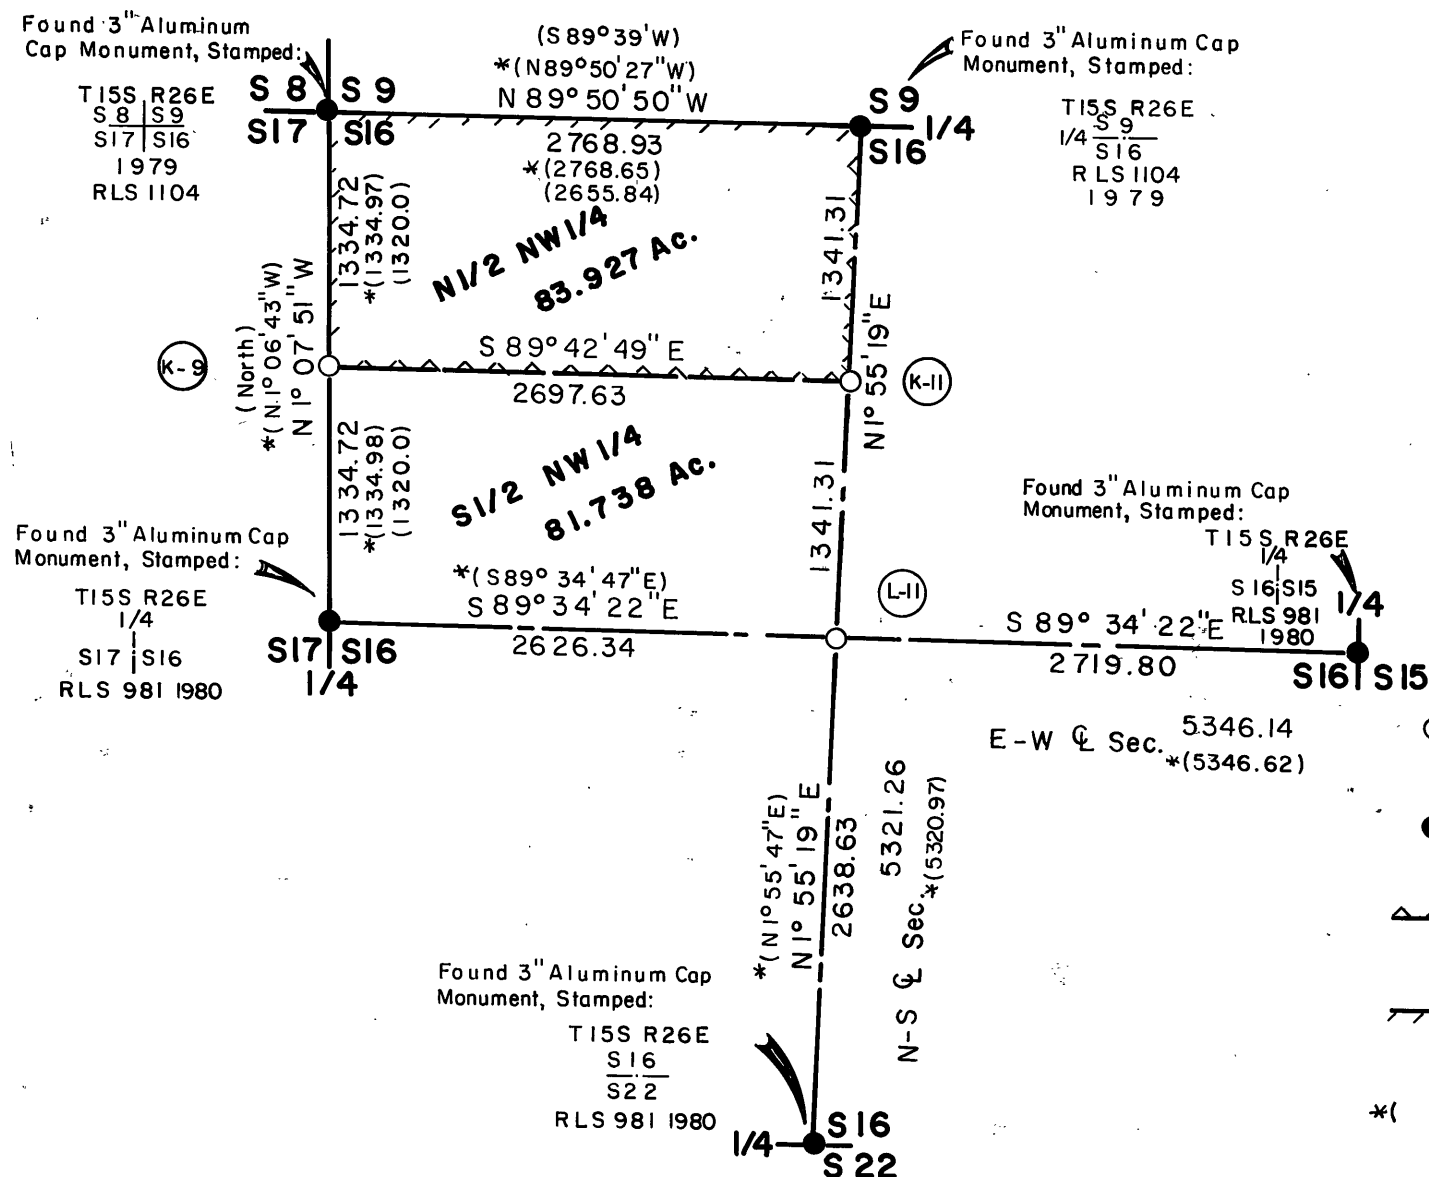 Found 3" Aluminum
Cap Monument, Stamped:
T15S R26E
S 8 | S 9
S17 | S16
1979
RLS 1104
S 8 S 9
S17 S16
(S 89° 39' W)
*(N89° 50' 27" W)
N 89° 50' 50" W
2768.93
*(2768.65)
(2655.84)
Found 3" Aluminum Cap
Monument, Stamped:
T15S R26E
S 9
1/4
S16
RLS 1104
1979
S 9
1/4
S16
1334.72
*(1334.97)
(1320.0)
N1/2 NW1/4
83.927 Ac.
1341.31
(North)
*(N 1° 06' 43" W)
N 1° 07' 51" W
K-9
S 89° 42' 49" E
2697.63
K-11
N 1° 55' 19" E
1334.72
*(1334.98)
(1320.0)
S1/2 NW 1/4
81.738 Ac.
1341.31
Found 3" Aluminum Cap
Monument, Stamped:
T15S R26E
1/4
S17 | S16
RLS 981 1980
S17 S16
1/4
*(S89° 34' 47" E)
S 89° 34' 22" E
2626.34
L-11
Found 3" Aluminum Cap
Monument, Stamped:
T15S R26E
1/4
S16 | S15
RLS 981
1980
1/4
S16 S15
S 89° 34' 22" E
2719.80
E-W ℄ Sec.
5346.14
*(5346.62)
*(N 1° 55' 47" E)
N 1° 55' 19" E
2638.63
N-S ℄ Sec.
5321.26
*(5320.97)
Found 3" Aluminum Cap
Monument, Stamped:
T15S R26E
S16
S22
RLS 981 1980
1/4
S16
S 22
*(